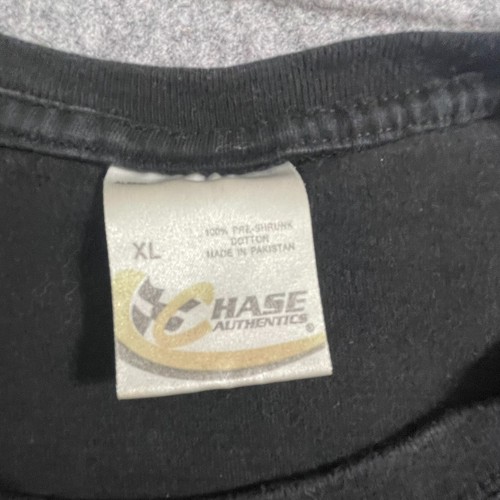 XL
100% PRE-SHRUNK
COTTON
MADE IN PAKISTAN
CHASE
AUTHENTICS®